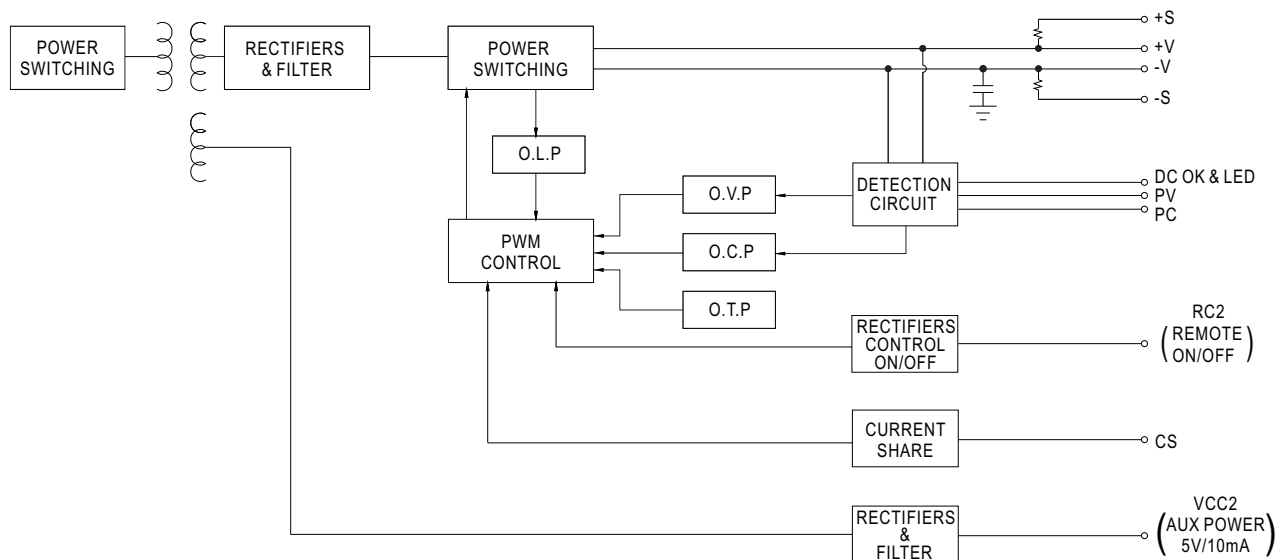 POWER
SWITCHING
RECTIFIERS
& FILTER
POWER
SWITCHING
+S
+V
-V
-S
O.L.P
PWM
CONTROL
O.V.P
O.C.P
O.T.P
DETECTION
CIRCUIT
DC OK & LED
PV
PC
RECTIFIERS
CONTROL
ON/OFF
RC2
(REMOTE
ON/OFF)
CURRENT
SHARE
CS
RECTIFIERS
&
FILTER
VCC2
(AUX POWER
5V/10mA)